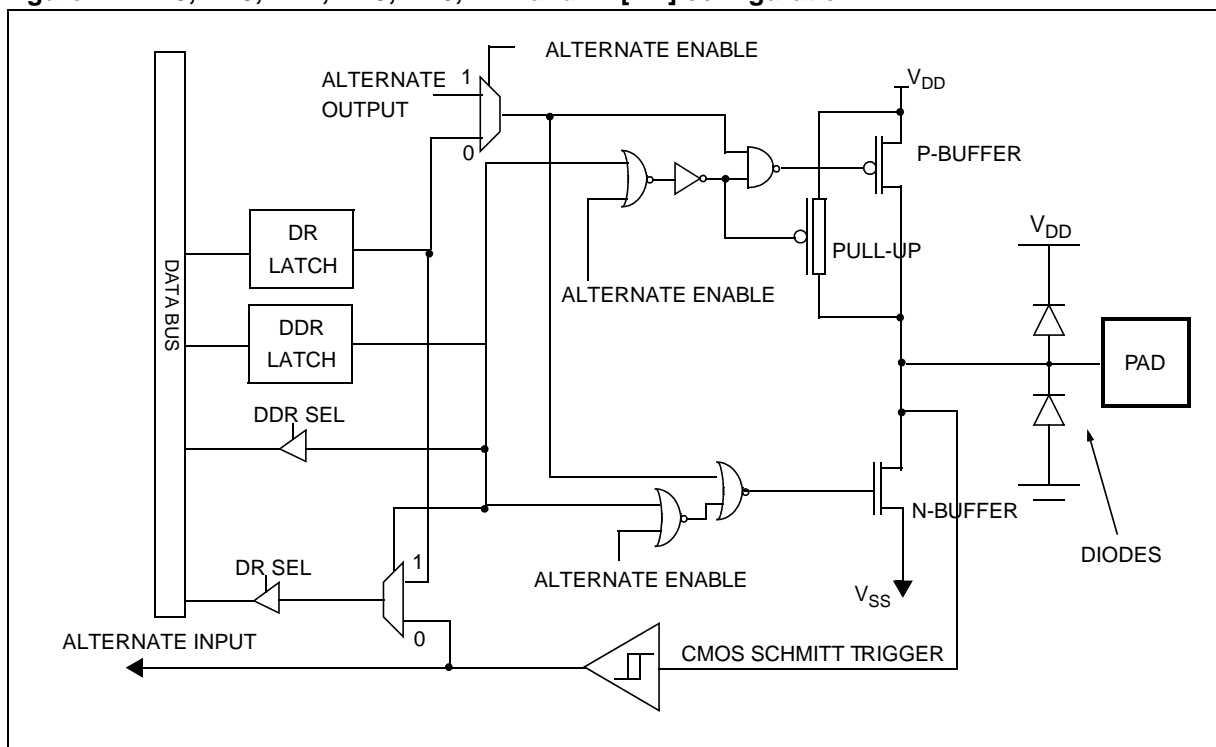 ALTERNATE ENABLE
ALTERNATE
OUTPUT
1
0
VDD
P-BUFFER
PULL-UP
VDD
DR
LATCH
DATA BUS
ALTERNATE ENABLE
DDR
LATCH
PAD
DDR SEL
N-BUFFER
DIODES
ALTERNATE ENABLE
DR SEL
1
0
VSS
ALTERNATE INPUT
CMOS SCHMITT TRIGGER